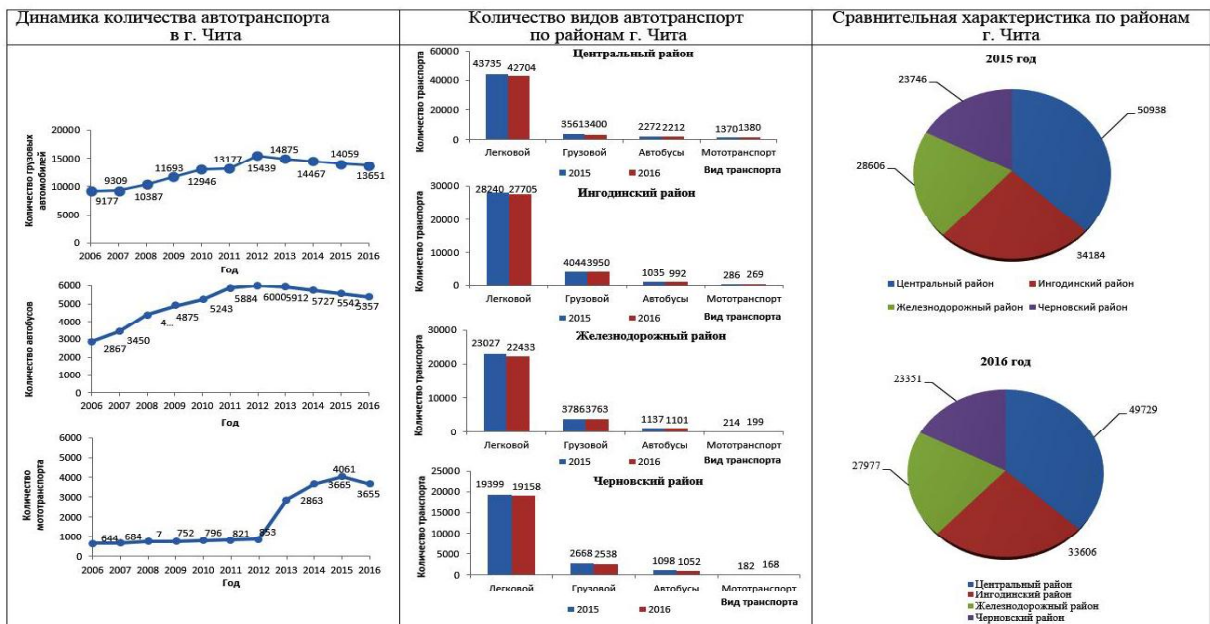 Динамика количества автотранспорта
в г. Чита
Количество грузовых
автомобилей
20000
15000
10000
5000
0
9177 9309 10387 11693 12946 13177 15439 14875 14467 14059 13651
2006 2007 2008 2009 2010 2011 2012 2013 2014 2015 2016
Год
Количество автобусов
6000
5000
4000
3000
2000
1000
0
2867 3450 4... 4875 5243 5884 6000 5912 5727 5542 5357
2006 2007 2008 2009 2010 2011 2012 2013 2014 2015 2016
Год
Количество
мототранспорта
6000
5000
4000
3000
2000
1000
0
644 684 7 752 796 821 853 2863 3665 4061 3655
2006 2007 2008 2009 2010 2011 2012 2013 2014 2015 2016
Год
Количество видов автотранспорт
по районам г. Чита
Центральный район
Количество транспорта
60000
40000
20000
0
43735 42704 3561 3400 2272 2212 1370 1380
Легковой Грузовой Автобусы Мототранспорт
2015 2016 Вид транспорта
Ингодинский район
Количество транспорта
30000
20000
10000
0
28240 27705 4044 3950 1035 992 286 269
Легковой Грузовой Автобусы Мототранспорт
2015 2016 Вид транспорта
Железнодорожный район
Количество транспорта
30000
20000
10000
0
23027 22433 3786 3763 1137 1101 214 199
Легковой Грузовой Автобусы Мототранспорт
2015 2016 Вид транспорта
Черновский район
Количество транспорта
25000
20000
15000
10000
5000
0
19399 19158 2668 2538 1098 1052 182 168
Легковой Грузовой Автобусы Мототранспорт
2015 2016 Вид транспорта
Сравнительная характеристика по районам
г. Чита
2015 год
23746
50938
28606
34184
Центральный район Ингодинский район
Железнодорожный район Черновский район
2016 год
23351
49729
27977
33606
Центральный район
Ингодинский район
Железнодорожный район
Черновский район